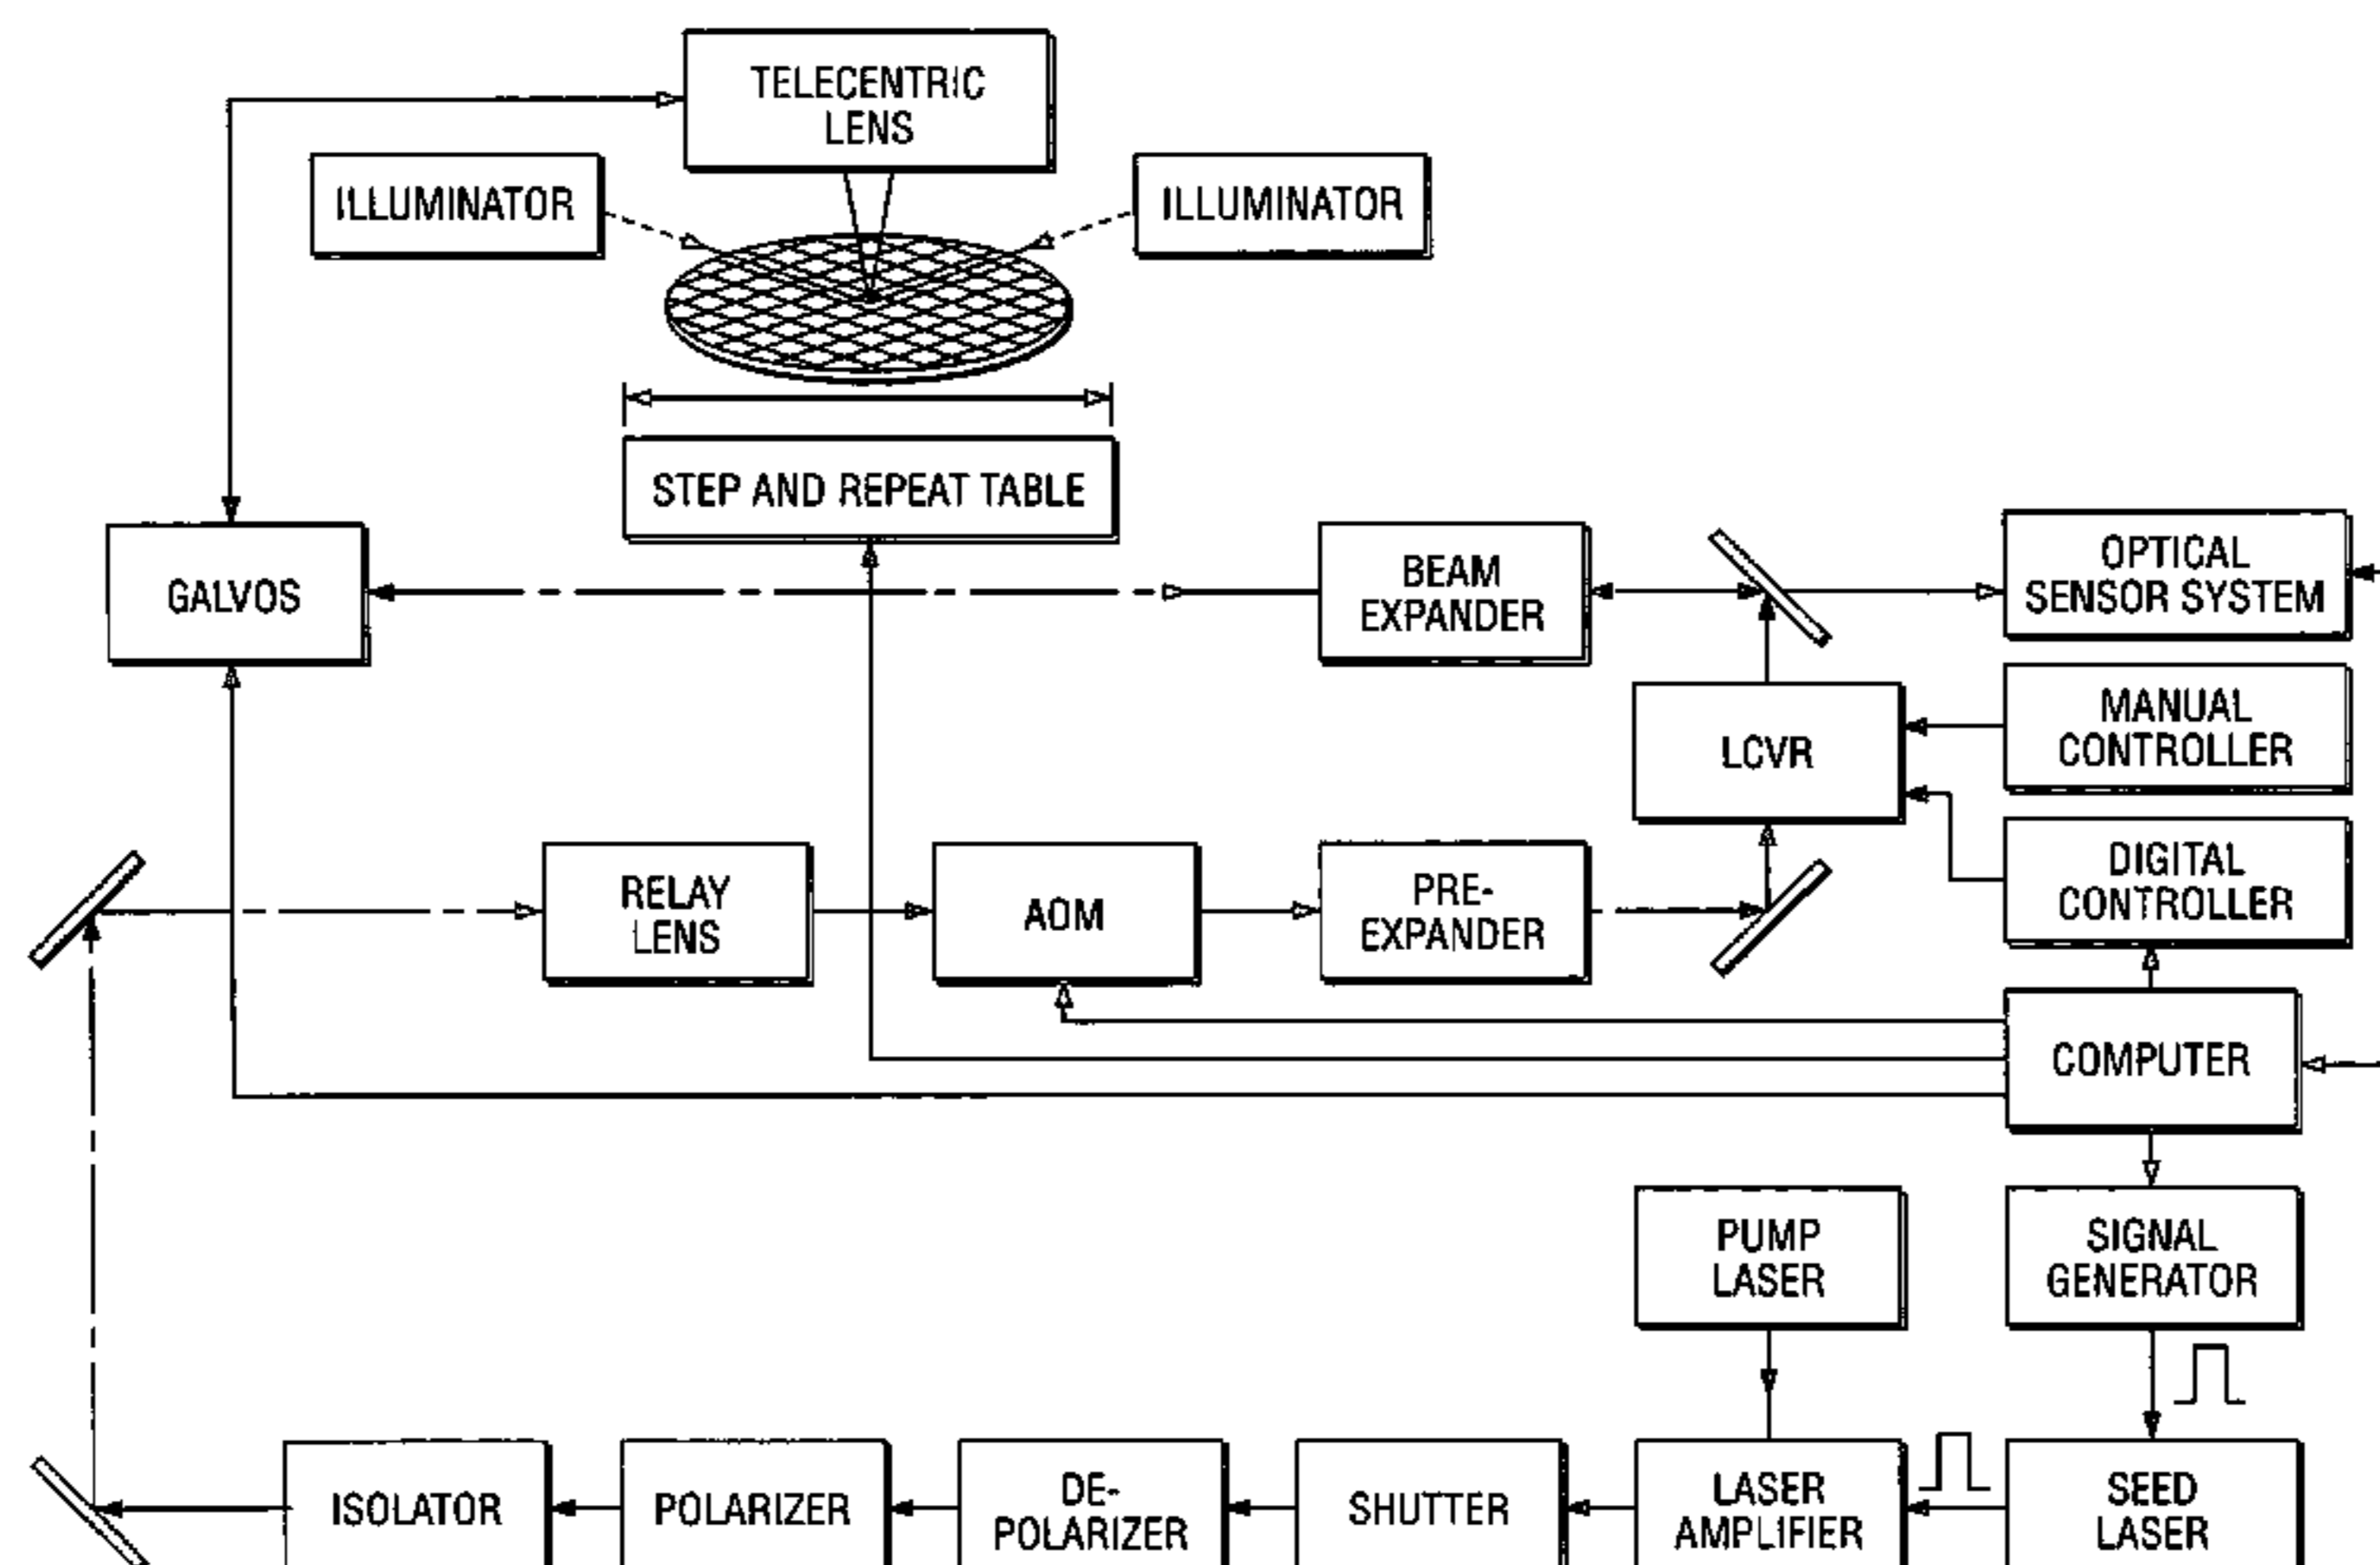 TELECENTRIC
LENS
ILLUMINATOR
ILLUMINATOR
STEP AND REPEAT TABLE
GALVOS
BEAM
EXPANDER
OPTICAL
SENSOR SYSTEM
MANUAL
CONTROLLER
LCVR
RELAY
LENS
AOM
PRE-
EXPANDER
DIGITAL
CONTROLLER
COMPUTER
PUMP
LASER
SIGNAL
GENERATOR
ISOLATOR
POLARIZER
DE-
POLARIZER
SHUTTER
LASER
AMPLIFIER
SEED
LASER